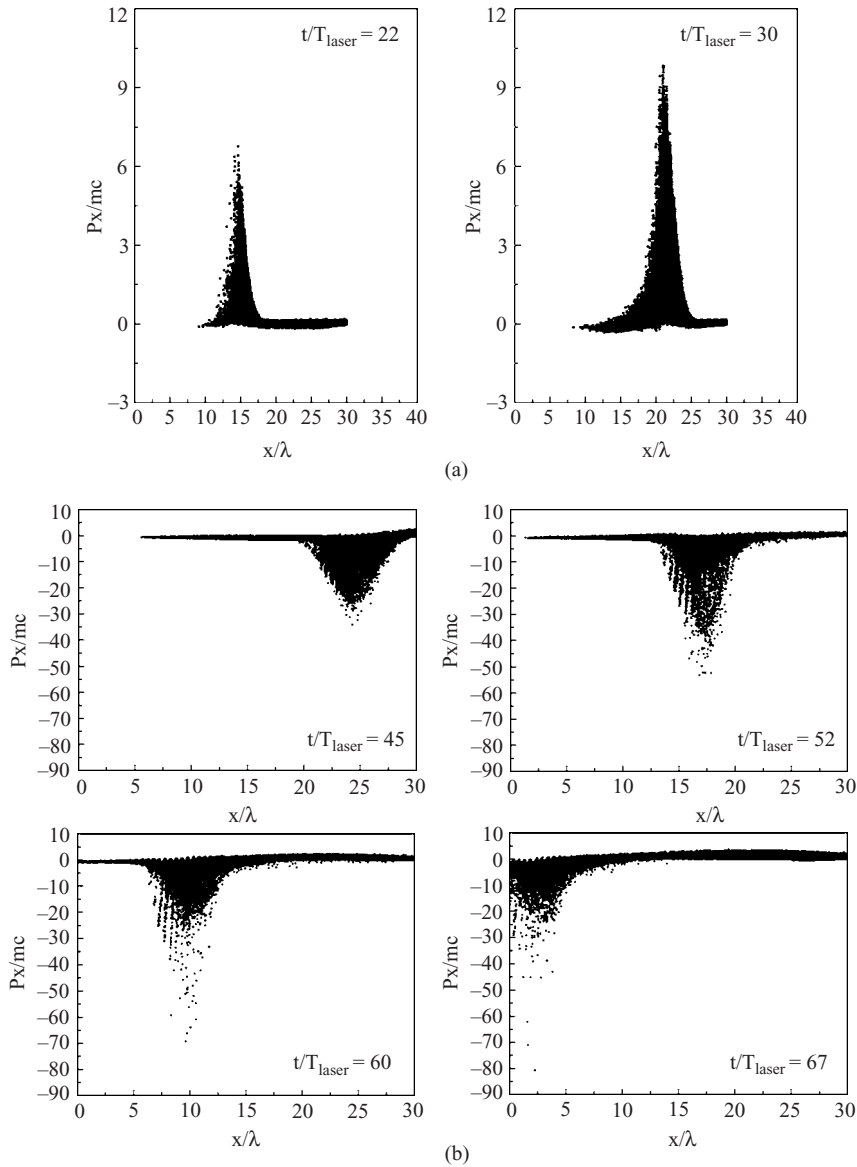 12
9
6
3
0
–3
Px/mc
t/T_laser = 22
0 5 10 15 20 25 30 35 40
x/λ
12
9
6
3
0
–3
Px/mc
t/T_laser = 30
0 5 10 15 20 25 30 35 40
x/λ
(a)
10
0
–10
–20
–30
–40
–50
–60
–70
–80
–90
Px/mc
t/T_laser = 45
0 5 10 15 20 25 30
x/λ
10
0
–10
–20
–30
–40
–50
–60
–70
–80
–90
Px/mc
t/T_laser = 52
0 5 10 15 20 25 30
x/λ
10
0
–10
–20
–30
–40
–50
–60
–70
–80
–90
Px/mc
t/T_laser = 60
0 5 10 15 20 25 30
x/λ
10
0
–10
–20
–30
–40
–50
–60
–70
–80
–90
Px/mc
t/T_laser = 67
0 5 10 15 20 25 30
x/λ
(b)